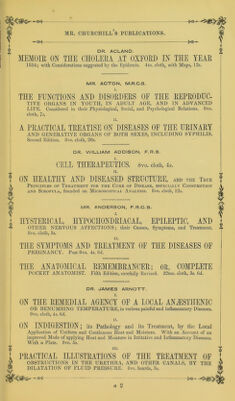 MR. CHURCHILL'S PUBLICATIONS.
DR. ACLAND.
MEMOIR ON THE CHOLERA AT OXFORD IN THE YEAR
1854; with Considerations suggested by the Epidemic. 4to. cloth, with Maps, 12s.
MR. ACTON, M.R.C.S.
I.
THE FUNCTIONS AND DISORDERS OF THE REPRODUC-
TIVE ORGANS IN YOUTH, IN ADULT AGE, AND IN ADVANCED
LIFE. Considered in their Physiological, Social, and Psychological Relations. 8vo.
cloth, 7s.
II.
A PRACTICAL TREATISE ON DISEASES OF THE URINARY
AND GENERATIVE ORGANS OF BOTH SEXES, INCLUDING SYPHILIS.
Second Edition. 8vo. cloth, 20s.
DR. WILLIAM ADDISON, F.R.S.
I.
CELL THERAPEUTICS. 8vo. cloth, 4s.
II.
ON HEALTHY AND DISEASED STRUCTURE, AND THE TRUE
PRINCIPLES OF TREATMENT FOR THE CURE OF DISEASE, ESPECIALLY CONSUMPTION
AND SCROFULA, founded on MICROSCOPICAL ANALYSIS. 8vo. cloth, 12s.
MR. ANDERSON, F.R.C.S.
I.
HYSTERICAL, HYPOCHONDRIACAL, EPILEPTIC, AND
OTHER NERVOUS AFFECTIONS; their Causes, Symptoms, and Treatment.
8vo. cloth, 5s.
II.
THE SYMPTOMS AND TREATMENT OF THE DISEASES OF
PREGNANCY. Post 8vo. 4s. 6d.
THE ANATOMICAL REMEMBRANCER; OR, COMPLETE
POCKET ANATOMIST. Fifth Edition, carefully Revised. 32mo. cloth, 3s. 6d.
DR. JAMES ARNOTT.
I.
ON THE REMEDIAL AGENCY OF A LOCAL ANÆSTHENIC
OR BENUMBING TEMPERATURE, in various painful and inflammatory Diseases.
8vo. cloth, 4s. 6d.
II.
ON INDIGESTION; its Pathology and its Treatment, by the Local
Application of Uniform and Continuous Heat and Moisture. With an Account of an
improved Mode of applying Heat and Moisture in Irritative and Inflammatory Diseases.
With a Plate. 8vo. 5s.
III.
PRACTICAL ILLUSTRATIONS OF THE TREATMENT OF
OBSTRUCTIONS IN THE URETHRA, AND OTHER CANALS, BY THE
DILATATION OF FLUID PRESSURE. 8vo. boards, 3s.